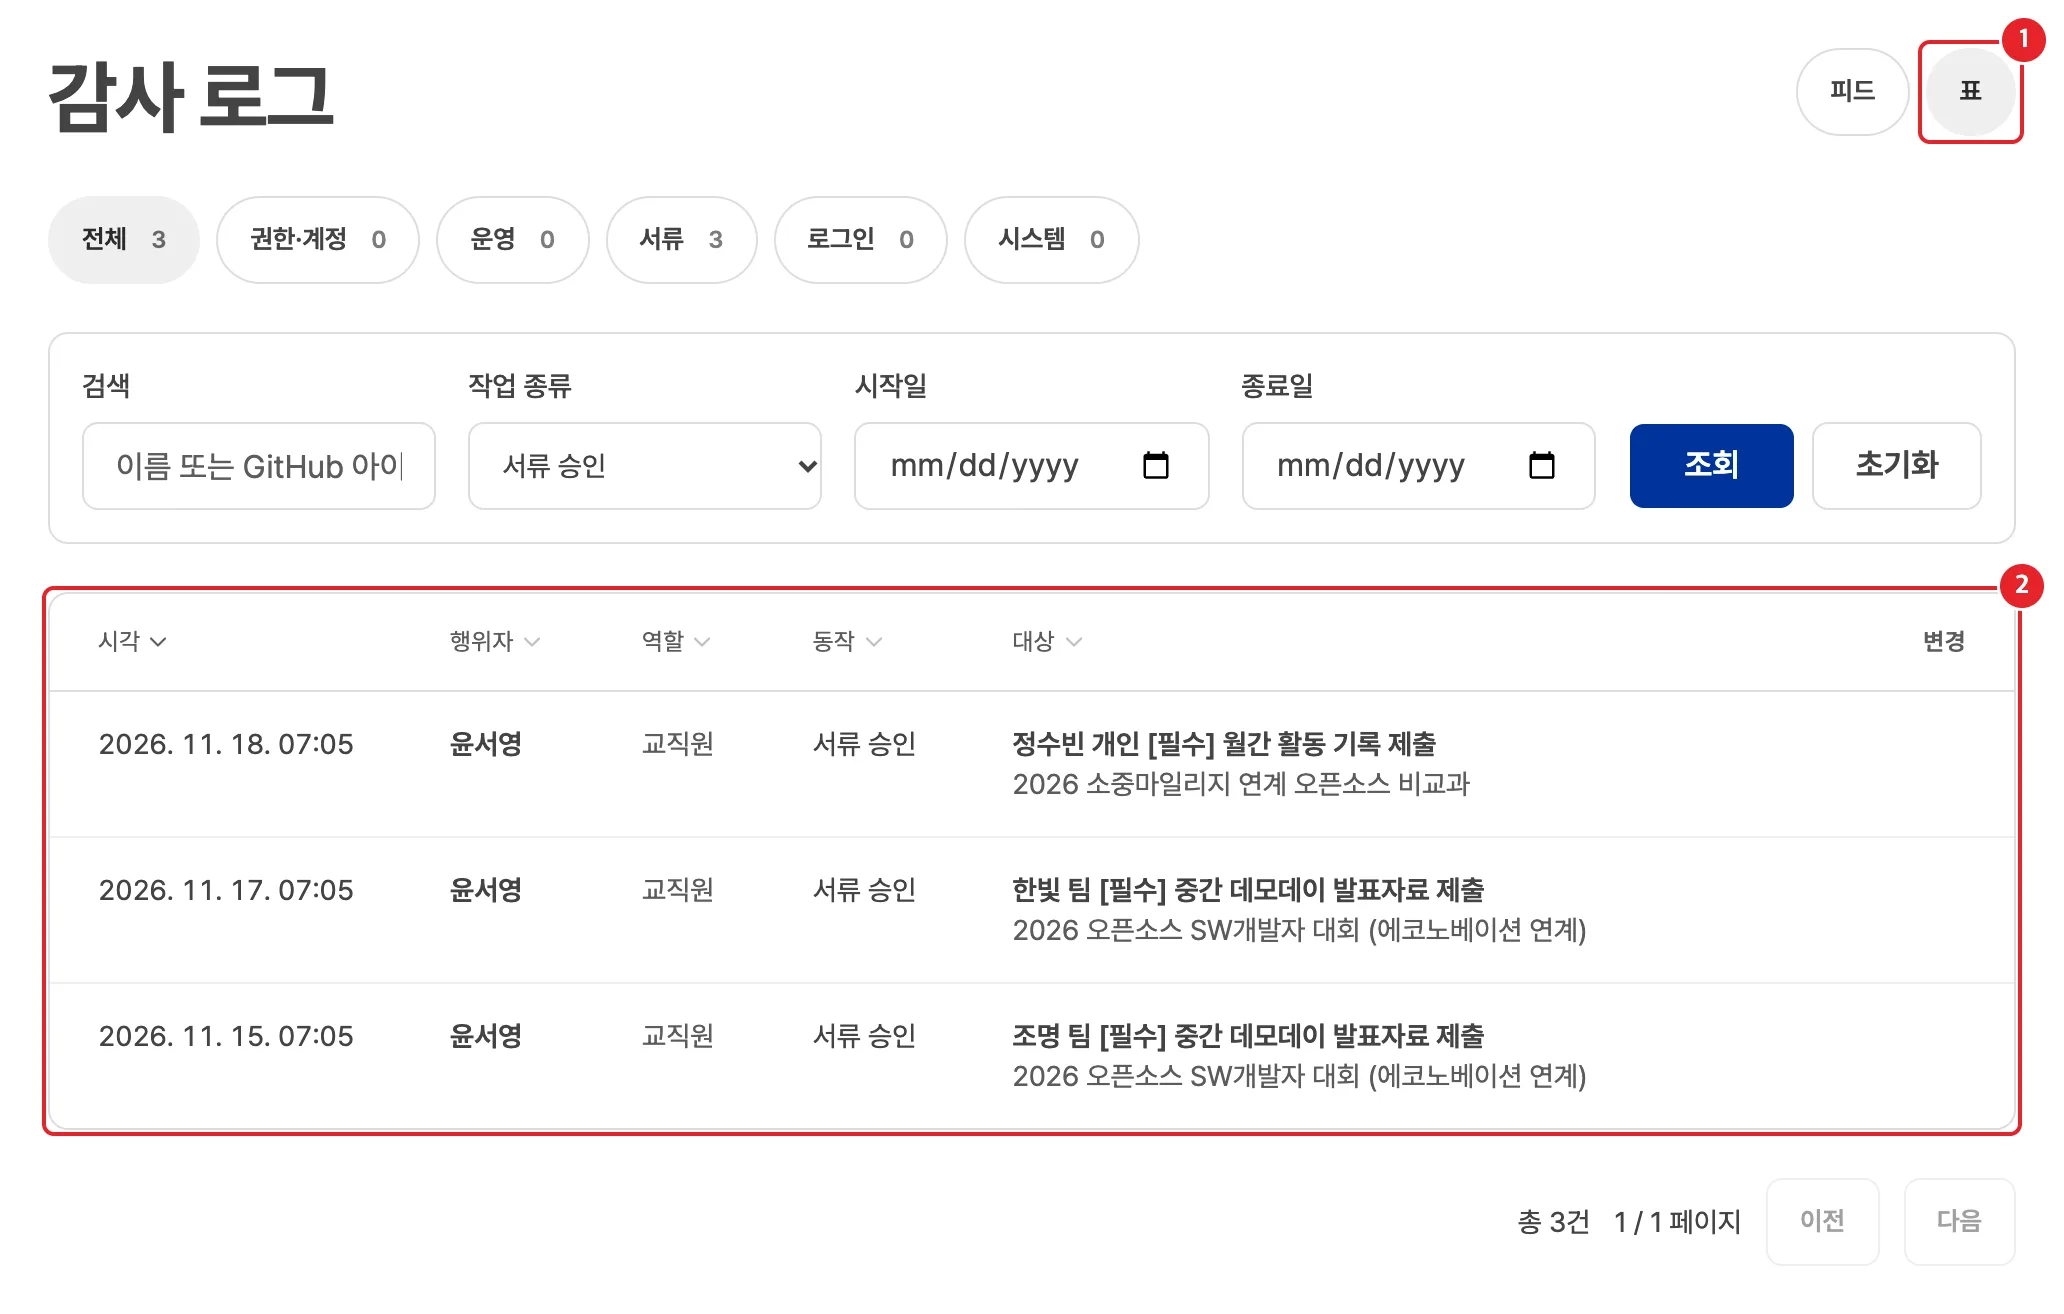 감사 로그
피드
표
1
전체 3
권한·계정 0
운영 0
서류 3
로그인 0
시스템 0
검색
작업 종류
시작일
종료일
이름 또는 GitHub 아이
서류 승인
mm/dd/yyyy
mm/dd/yyyy
조회
초기화
2
시각 행위자 역할 동작 대상 변경
2026. 11. 18. 07:05 윤서영 교직원 서류 승인 정수빈 개인 [필수] 월간 활동 기록 제출
2026 소중마일리지 연계 오픈소스 비교과
2026. 11. 17. 07:05 윤서영 교직원 서류 승인 한빛 팀 [필수] 중간 데모데이 발표자료 제출
2026 오픈소스 SW개발자 대회 (에코노베이션 연계)
2026. 11. 15. 07:05 윤서영 교직원 서류 승인 조명 팀 [필수] 중간 데모데이 발표자료 제출
2026 오픈소스 SW개발자 대회 (에코노베이션 연계)
총 3건 1 / 1 페이지 이전 다음